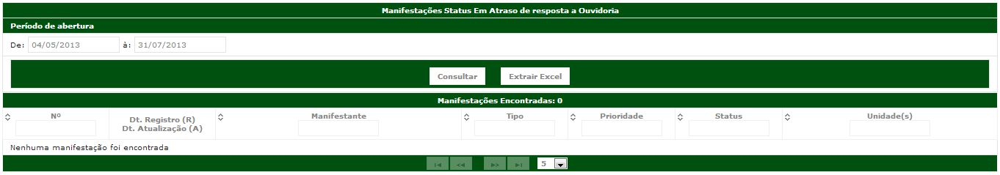 Manifestações Status Em Atraso de resposta a Ouvidoria
Período de abertura
De: 04/05/2013 à: 31/07/2013
Consultar Extrair Excel
Manifestações Encontradas: 0
Nº Dt. Registro (R) Manifestante Tipo Prioridade Status Unidade(s)
Dt. Atualização (A)
Nenhuma manifestação foi encontrada
5